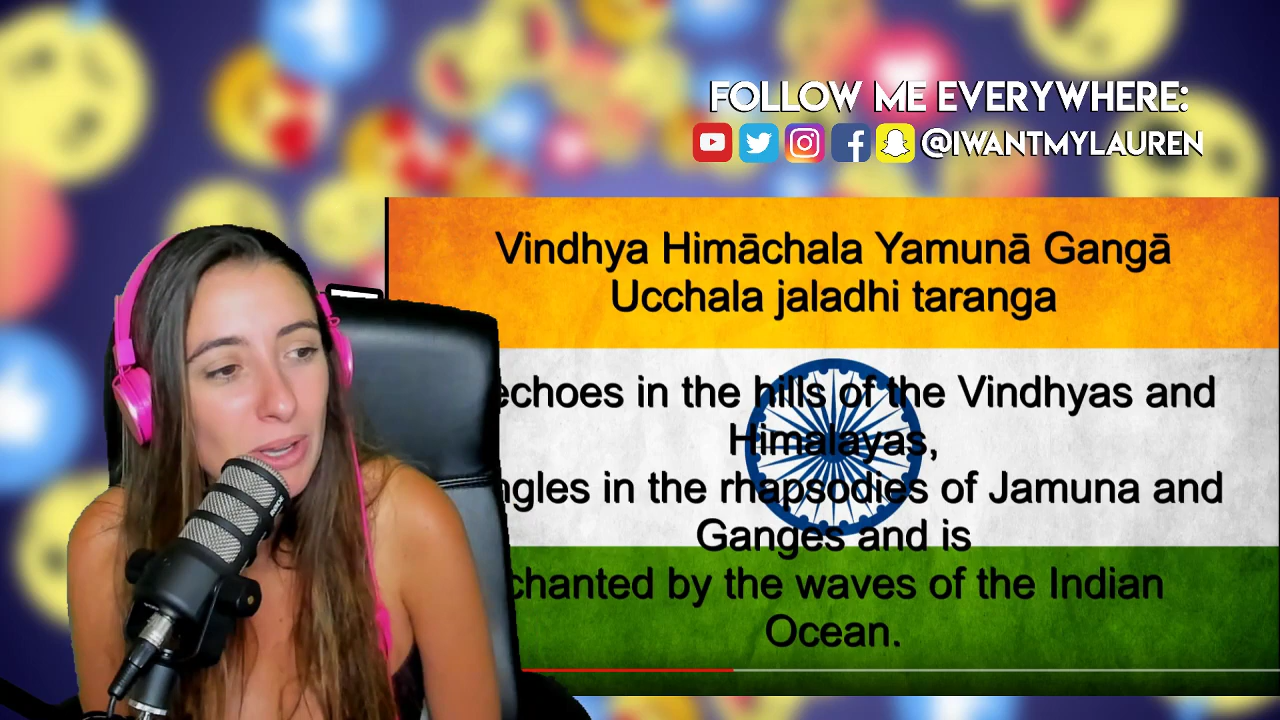 FOLLOW ME EVERYWHERE:
@IWANTMYLAUREN
Vindhya Himāchala Yamunā Gangā
Ucchala jaladhi taranga
echoes in the hills of the Vindhyas and
Himalayas,
in the rhapsodies of Jamuna and
Ganges and is
chanted by the waves of the Indian
Ocean.